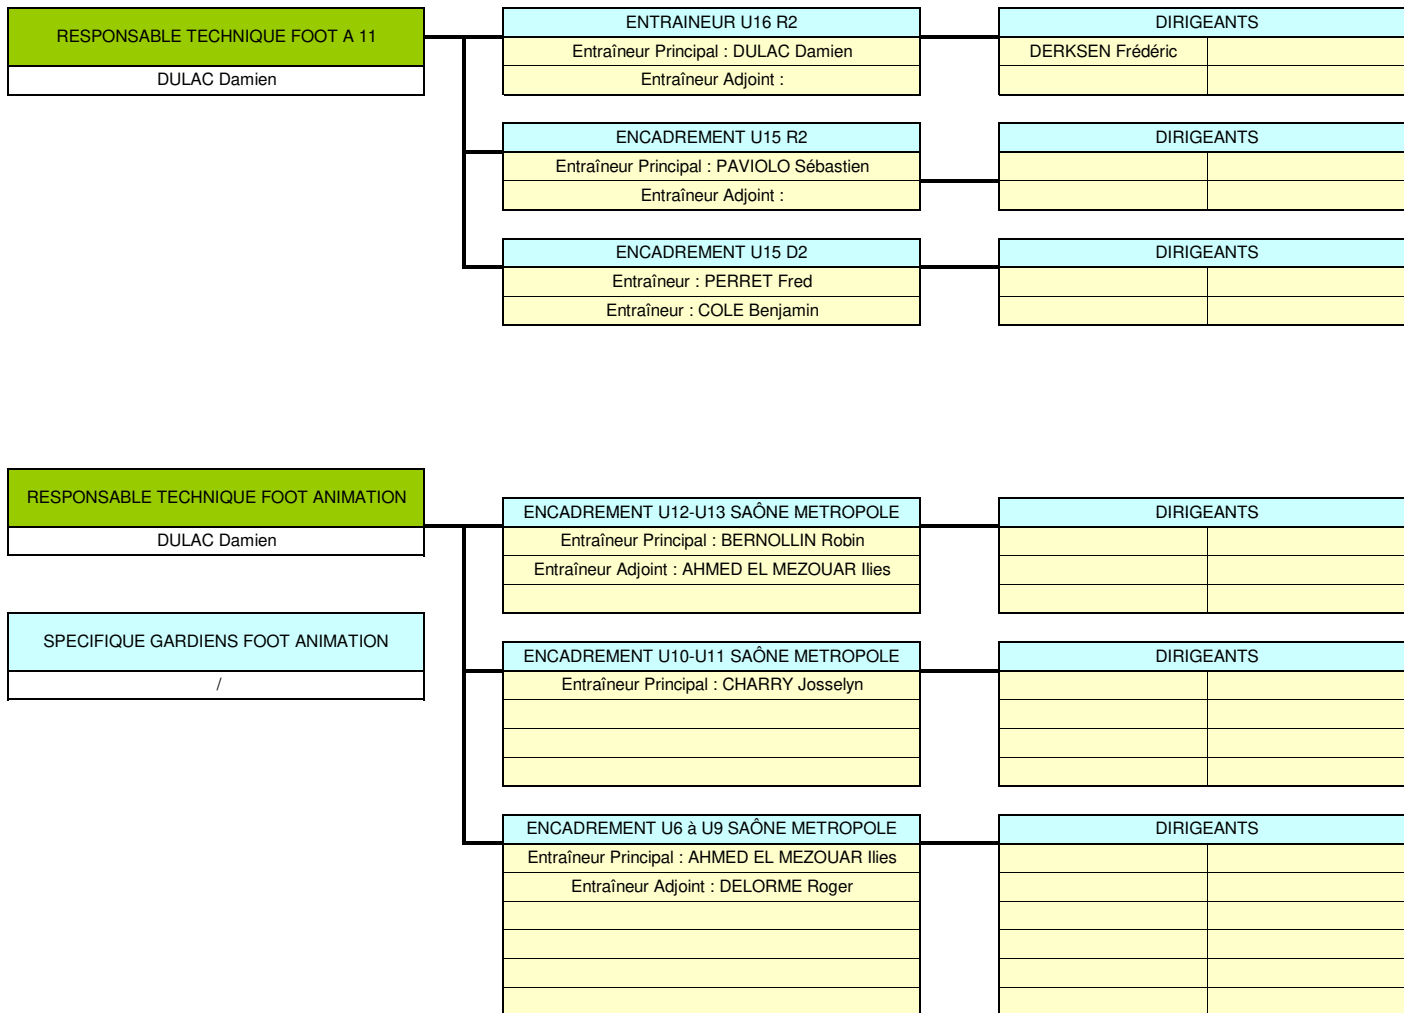 RESPONSABLE TECHNIQUE FOOT A 11
DULAC Damien
ENTRAINEUR U16 R2
Entraîneur Principal : DULAC Damien
Entraîneur Adjoint :
DIRIGEANTS
DERKSEN Frédéric
ENCADREMENT U15 R2
Entraîneur Principal : PAVIOLO Sébastien
Entraîneur Adjoint :
DIRIGEANTS
ENCADREMENT U15 D2
Entraîneur : PERRET Fred
Entraîneur : COLE Benjamin
DIRIGEANTS
RESPONSABLE TECHNIQUE FOOT ANIMATION
DULAC Damien
SPECIFIQUE GARDIENS FOOT ANIMATION
/
ENCADREMENT U12-U13 SAÔNE METROPOLE
Entraîneur Principal : BERNOLLIN Robin
Entraîneur Adjoint : AHMED EL MEZOUAR Ilies
DIRIGEANTS
ENCADREMENT U10-U11 SAÔNE METROPOLE
Entraîneur Principal : CHARRY Josselyn
DIRIGEANTS
ENCADREMENT U6 à U9 SAÔNE METROPOLE
Entraîneur Principal : AHMED EL MEZOUAR Ilies
Entraîneur Adjoint : DELORME Roger
DIRIGEANTS